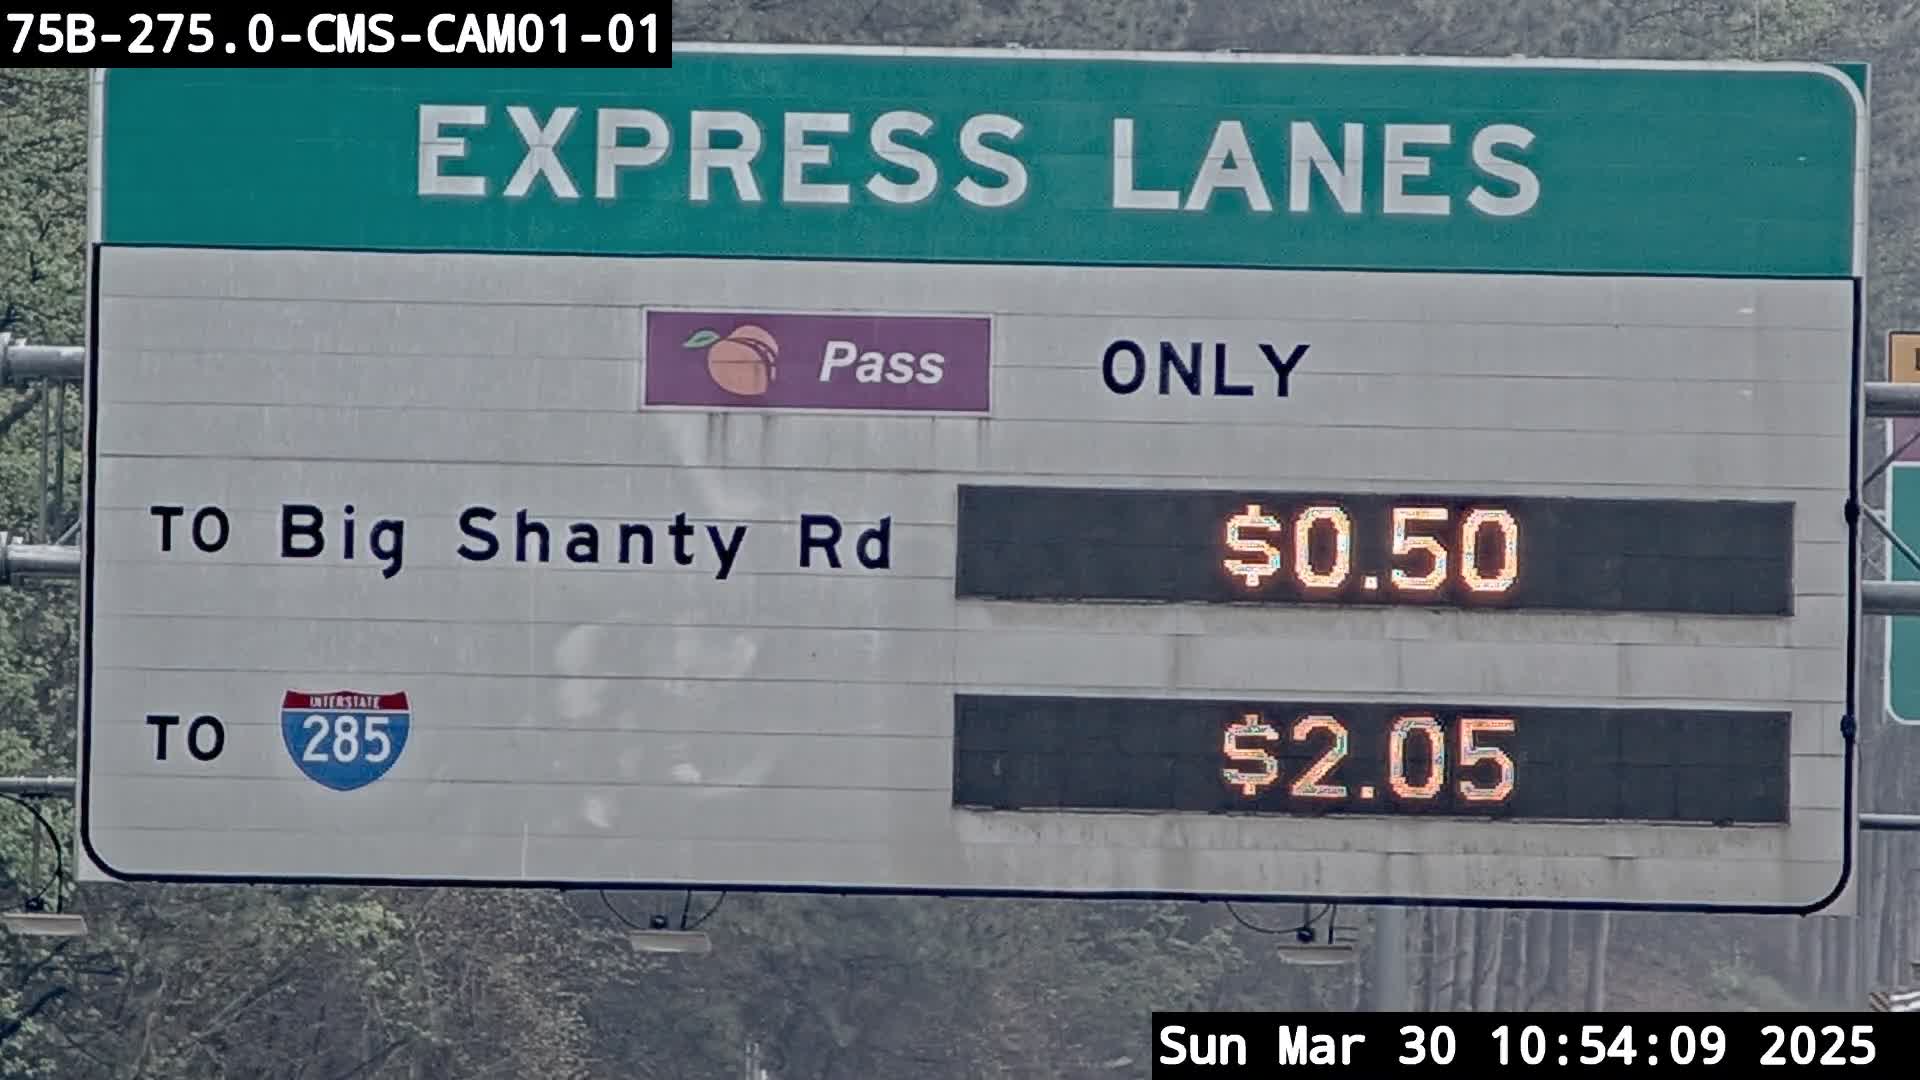 75B-275.0-CMS-CAM01-01
EXPRESS LANES
Pass ONLY
TO Big Shanty Rd $0.50
INTERSTATE
TO 285 $2.05
Sun Mar 30 10:54:09 2025